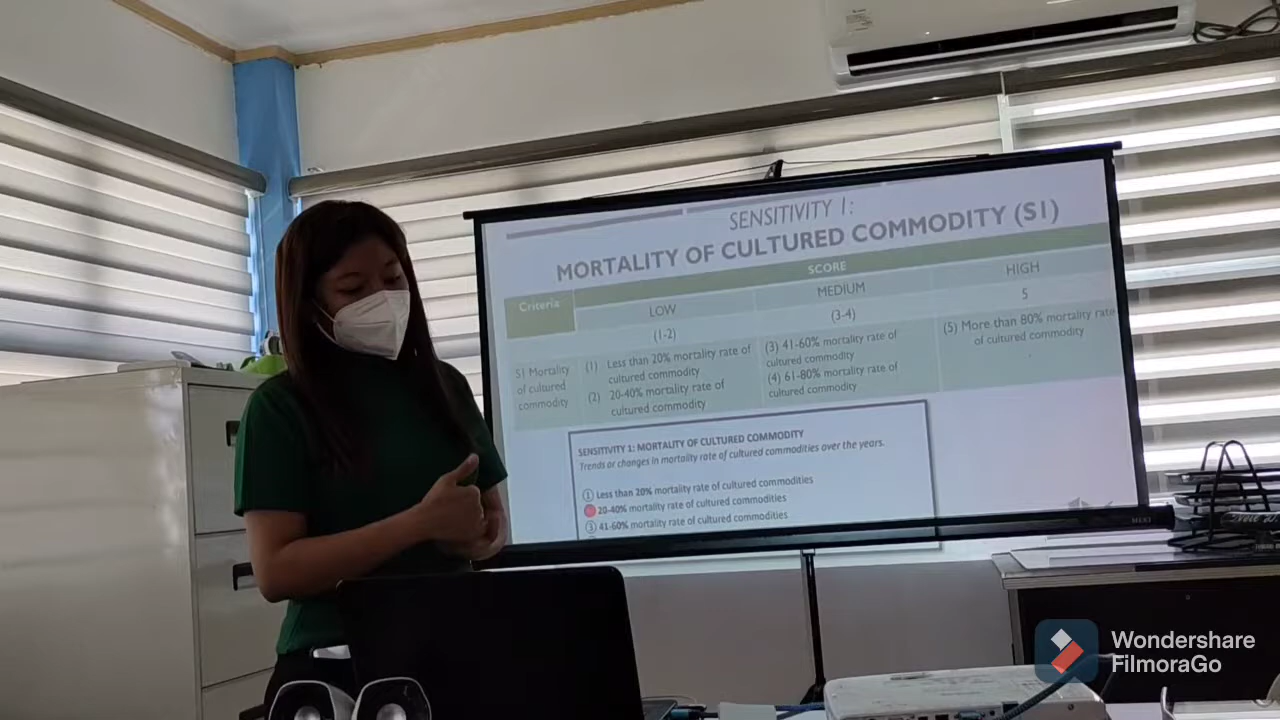 SENSITIVITY 1:
MORTALITY OF CULTURED COMMODITY (S1)
Criteria
SCORE
LOW
MEDIUM
HIGH
(1-2)
(3-4)
5
S1 Mortality
of cultured
commodity
(1) Less than 20% mortality rate of
cultured commodity
(2) 20-40% mortality rate of
cultured commodity
(3) 41-60% mortality rate of
cultured commodity
(4) 61-80% mortality rate of
cultured commodity
(5) More than 80% mortality rate
of cultured commodity
SENSITIVITY 1: MORTALITY OF CULTURED COMMODITY
Trends or changes in mortality rate of cultured commodities over the years.
1 Less than 20% mortality rate of cultured commodities
20-40% mortality rate of cultured commodities
3 41-60% mortality rate of cultured commodities
Wondershare
FilmoraGo